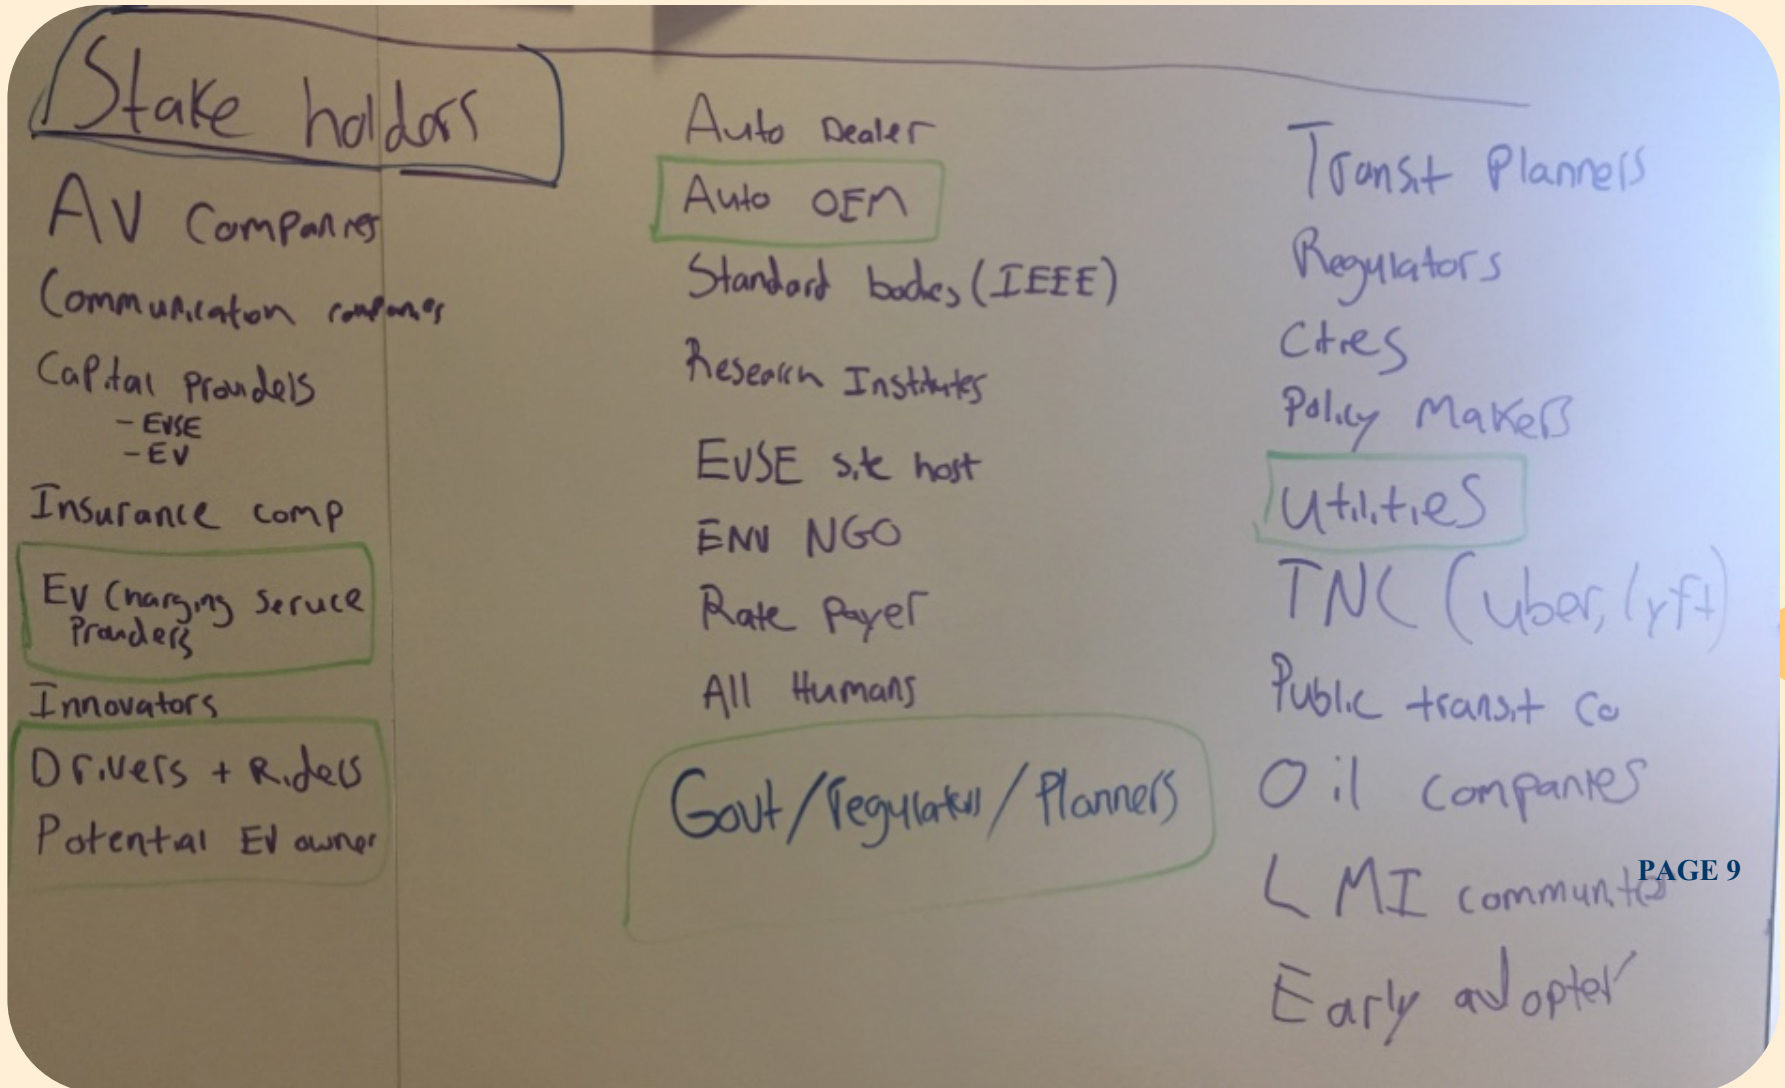 Stake holders
AV Companies
Communication companies
Capital Providers
- EVSE
- EV
Insurance comp
EV Charging Service
Providers
Innovators
Drivers + Riders
Potential EV owner
Auto Dealer
Auto OEM
Standard bodies (IEEE)
Research Institutes
EVSE site host
ENV NGO
Rate Payer
All Humans
Govt/regulators/Planners
Transit Planners
Regulators
Cities
Policy Makers
Utilities
TNC (uber, lyft)
Public transit co
Oil companies
LMI communities
Early adopter
PAGE 9